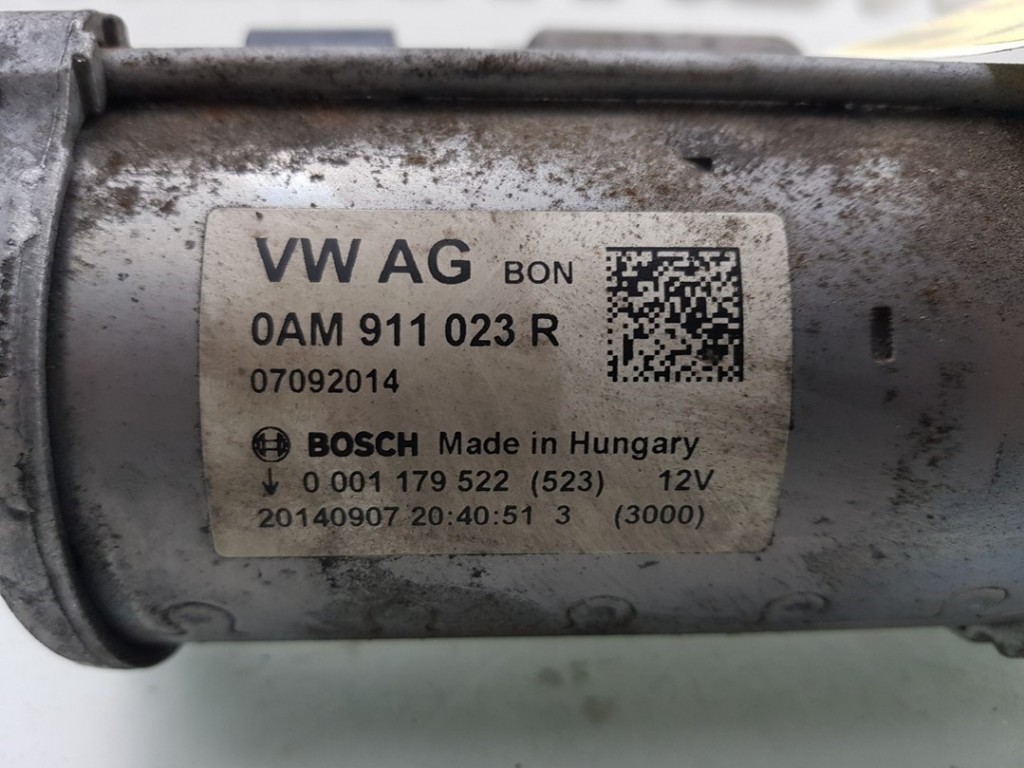 VW AG BON
0AM 911 023 R
07092014
BOSCH Made in Hungary
↓ 0 001 179 522 (523) 12V
20140907 20:40:51 3 (3000)